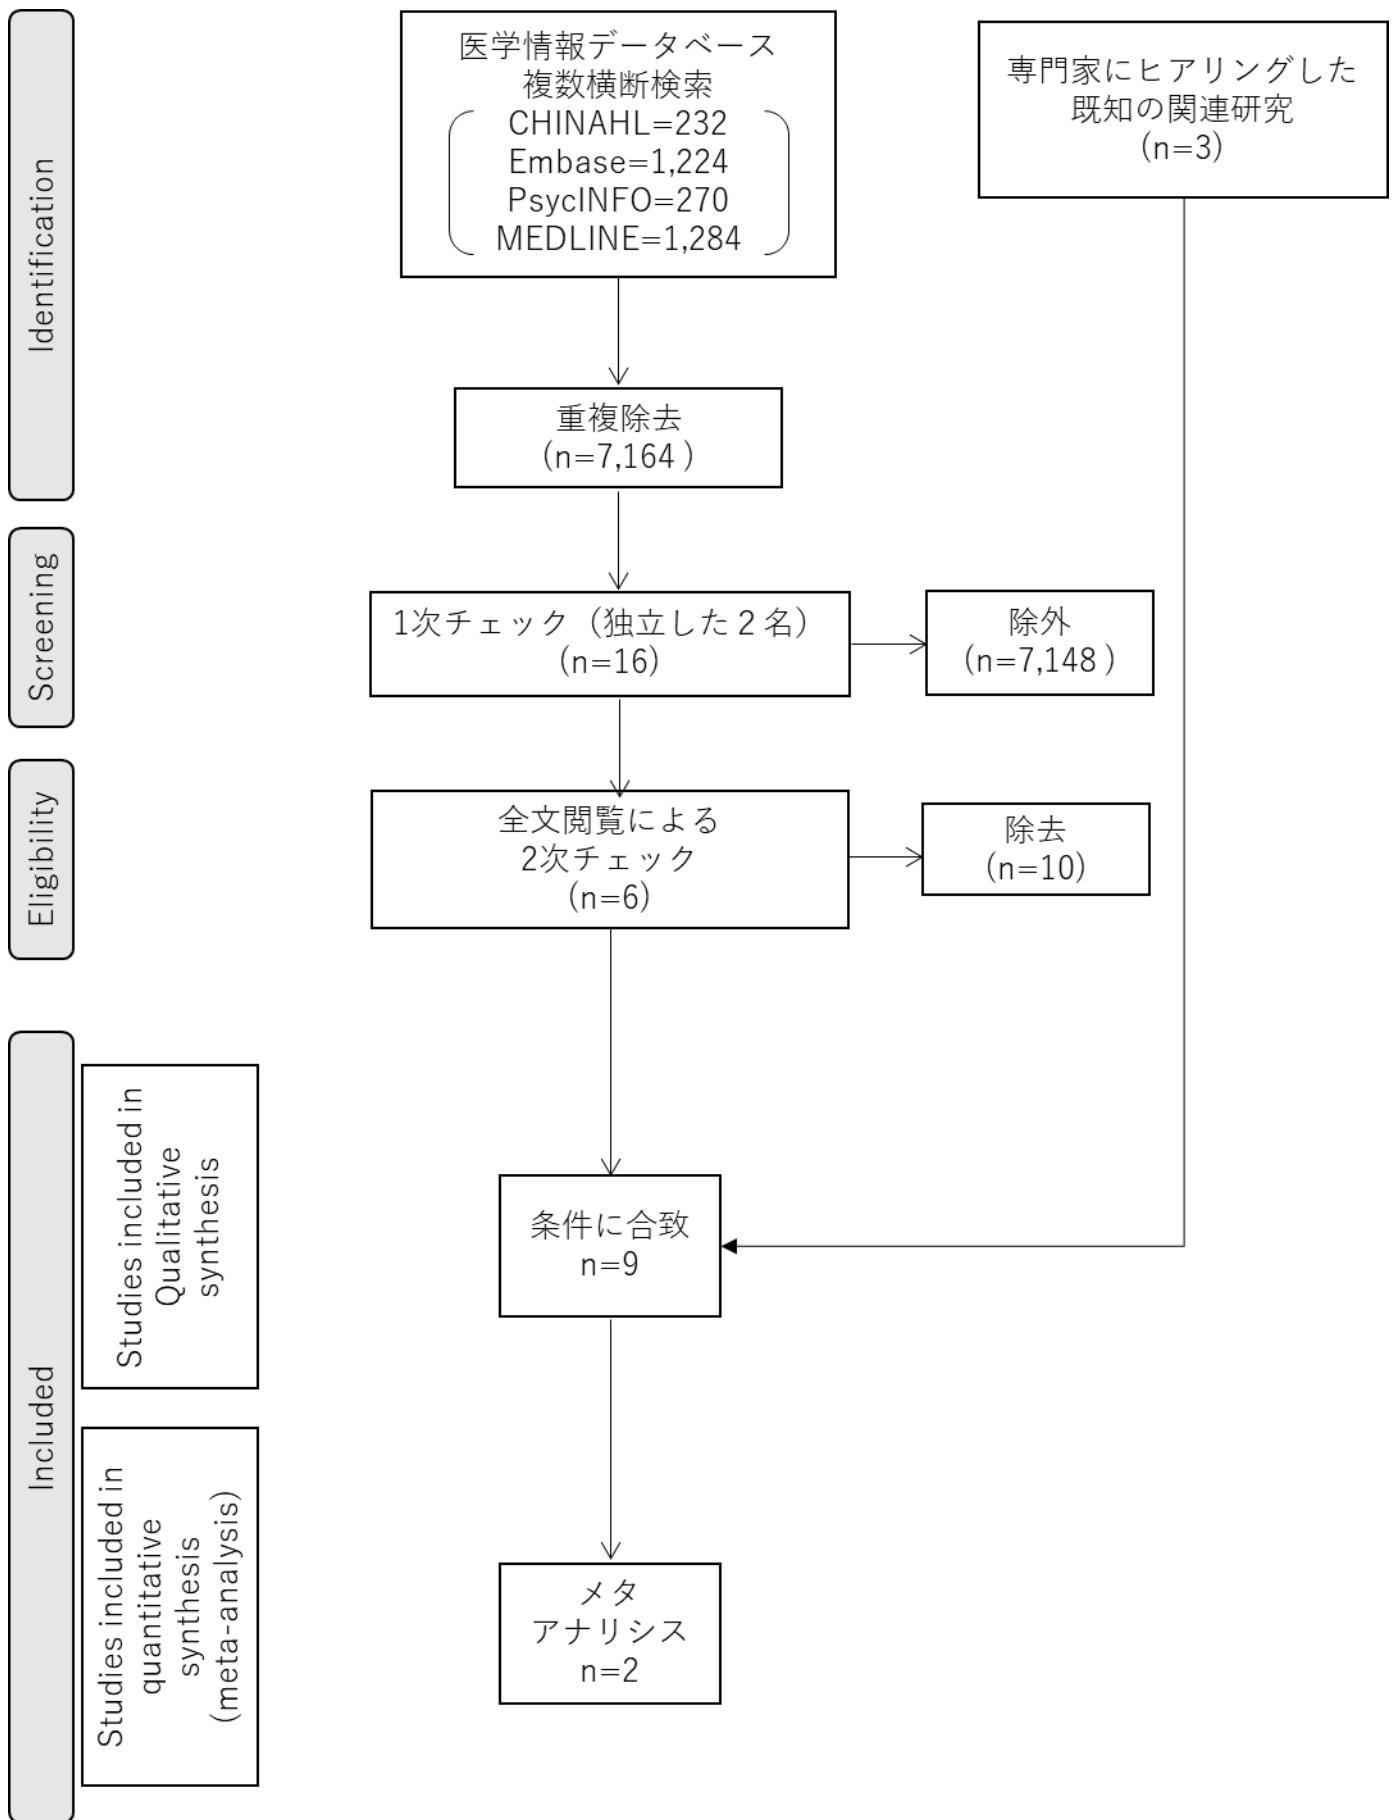 Identification
医学情報データベース
複数横断検索
CHINAHL=232
Embase=1,224
PsycINFO=270
MEDLINE=1,284
専門家にヒアリングした
既知の関連研究
(n=3)
重複除去
(n=7,164 )
Screening
1次チェック（独立した２名）
(n=16)
除外
(n=7,148 )
Eligibility
全文閲覧による
2次チェック
(n=6)
除去
(n=10)
Included
Studies included in
Qualitative
synthesis
条件に合致
n=9
Studies included in
quantitative
synthesis
(meta-analysis)
メタ
アナリシス
n=2